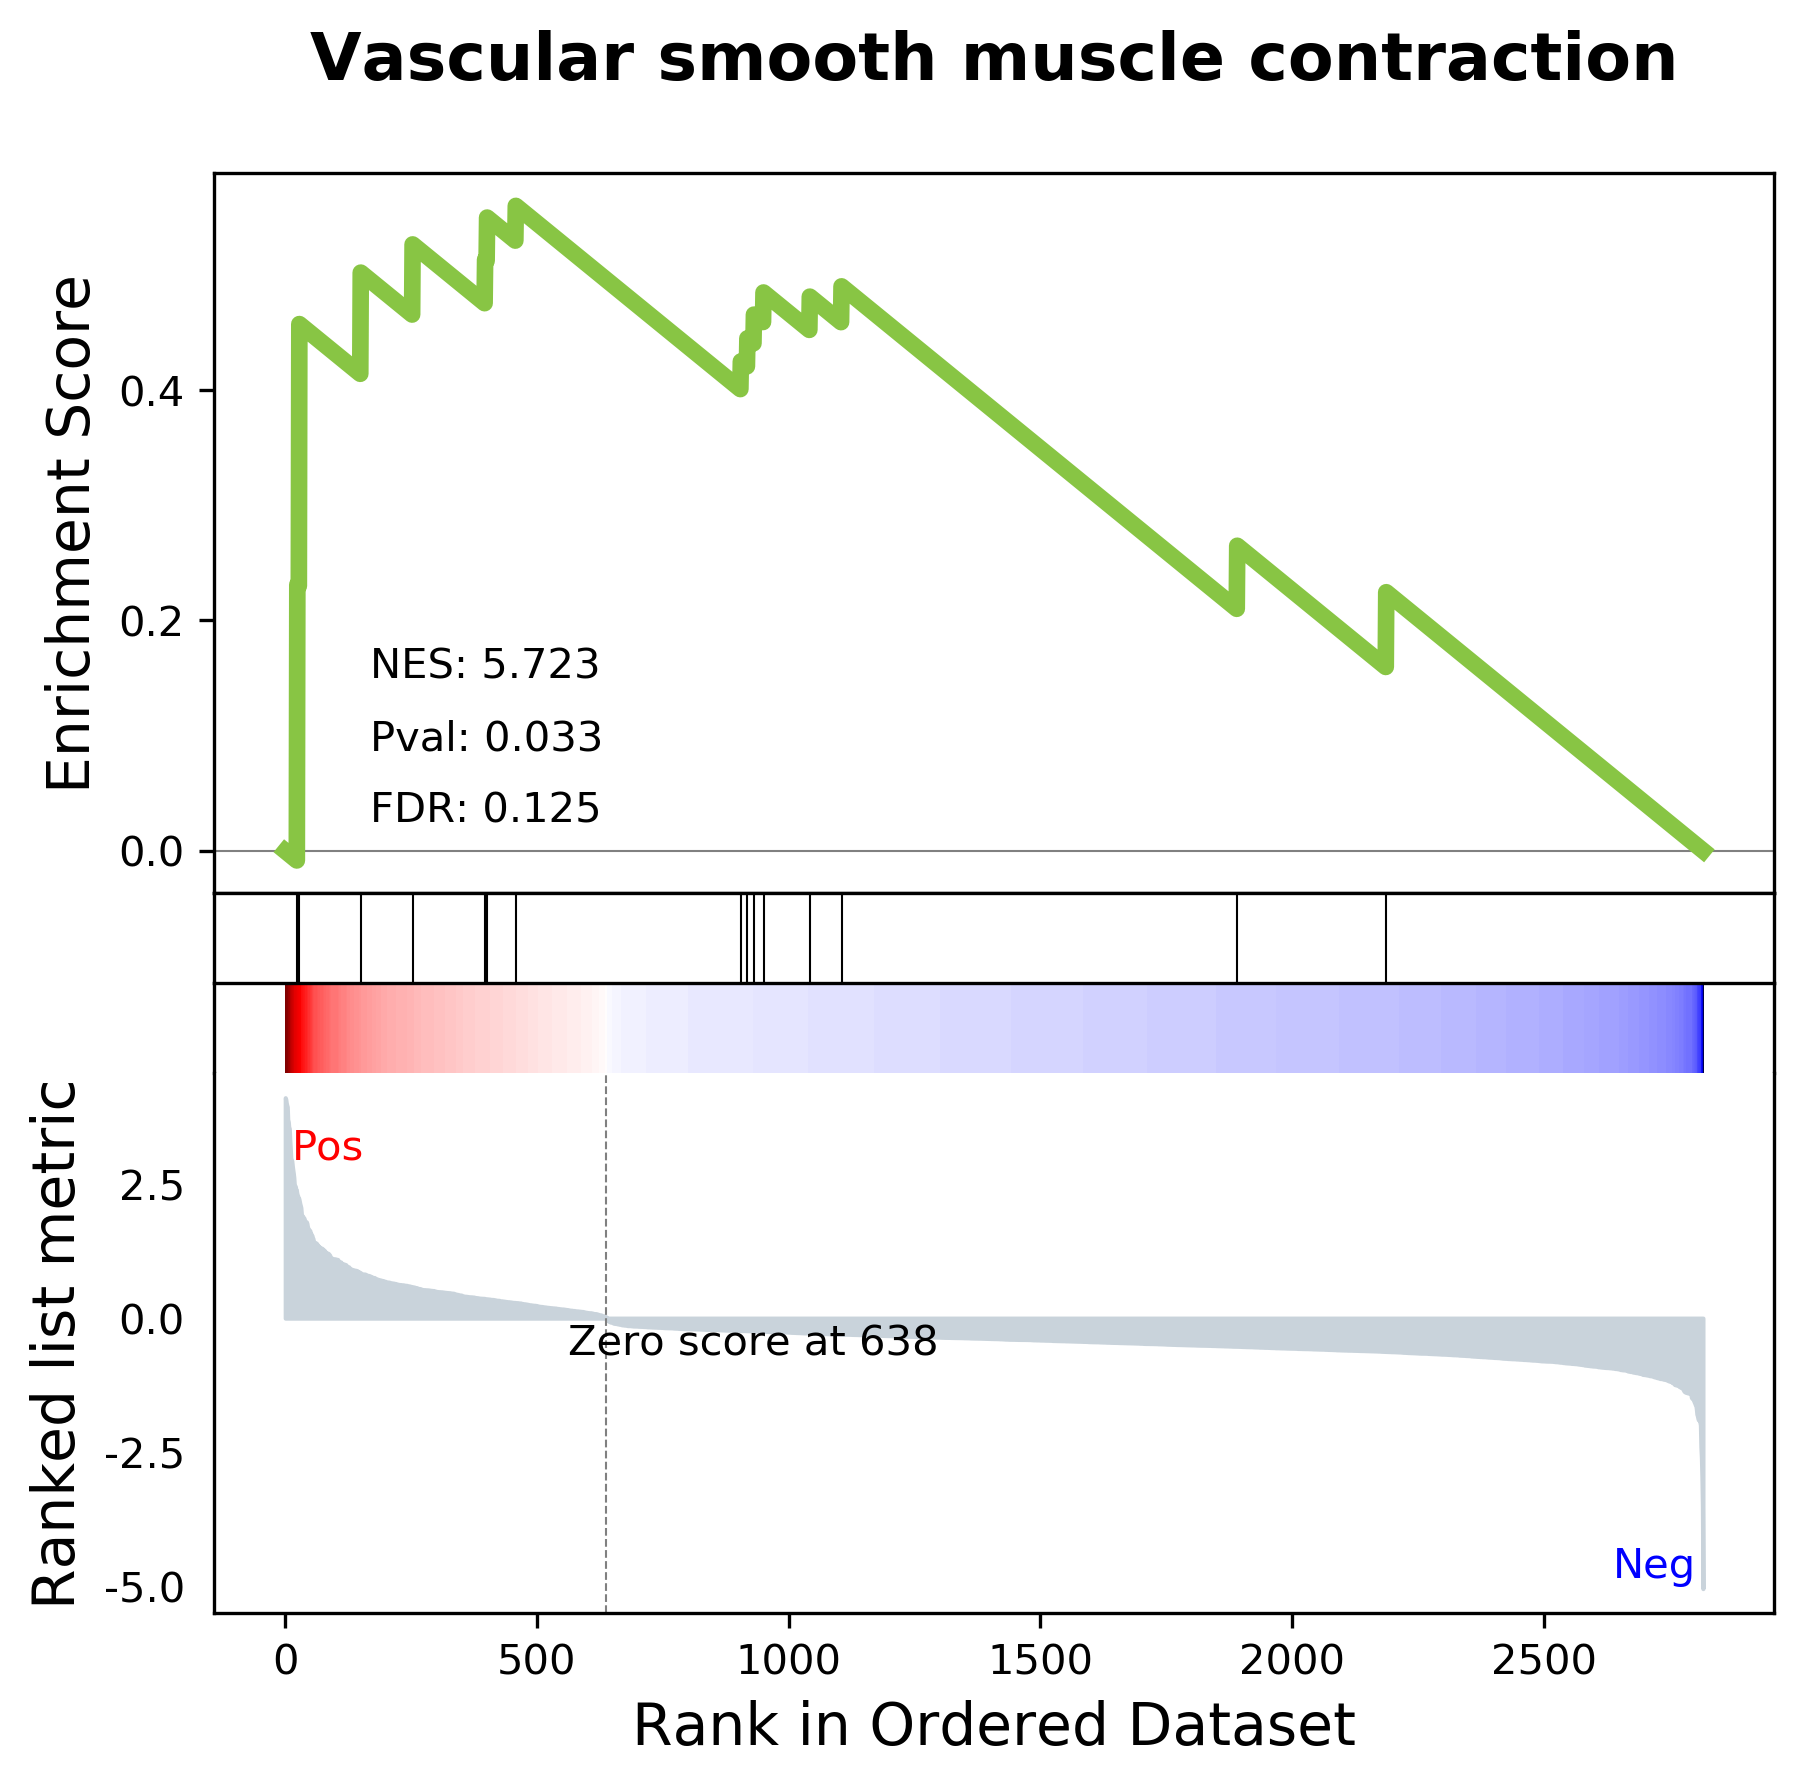 Vascular smooth muscle contraction
Enrichment Score
0.4
0.2
0.0
NES: 5.723
Pval: 0.033
FDR: 0.125
Ranked list metric
2.5
0.0
-2.5
-5.0
Pos
Zero score at 638
Neg
0 500 1000 1500 2000 2500
Rank in Ordered Dataset